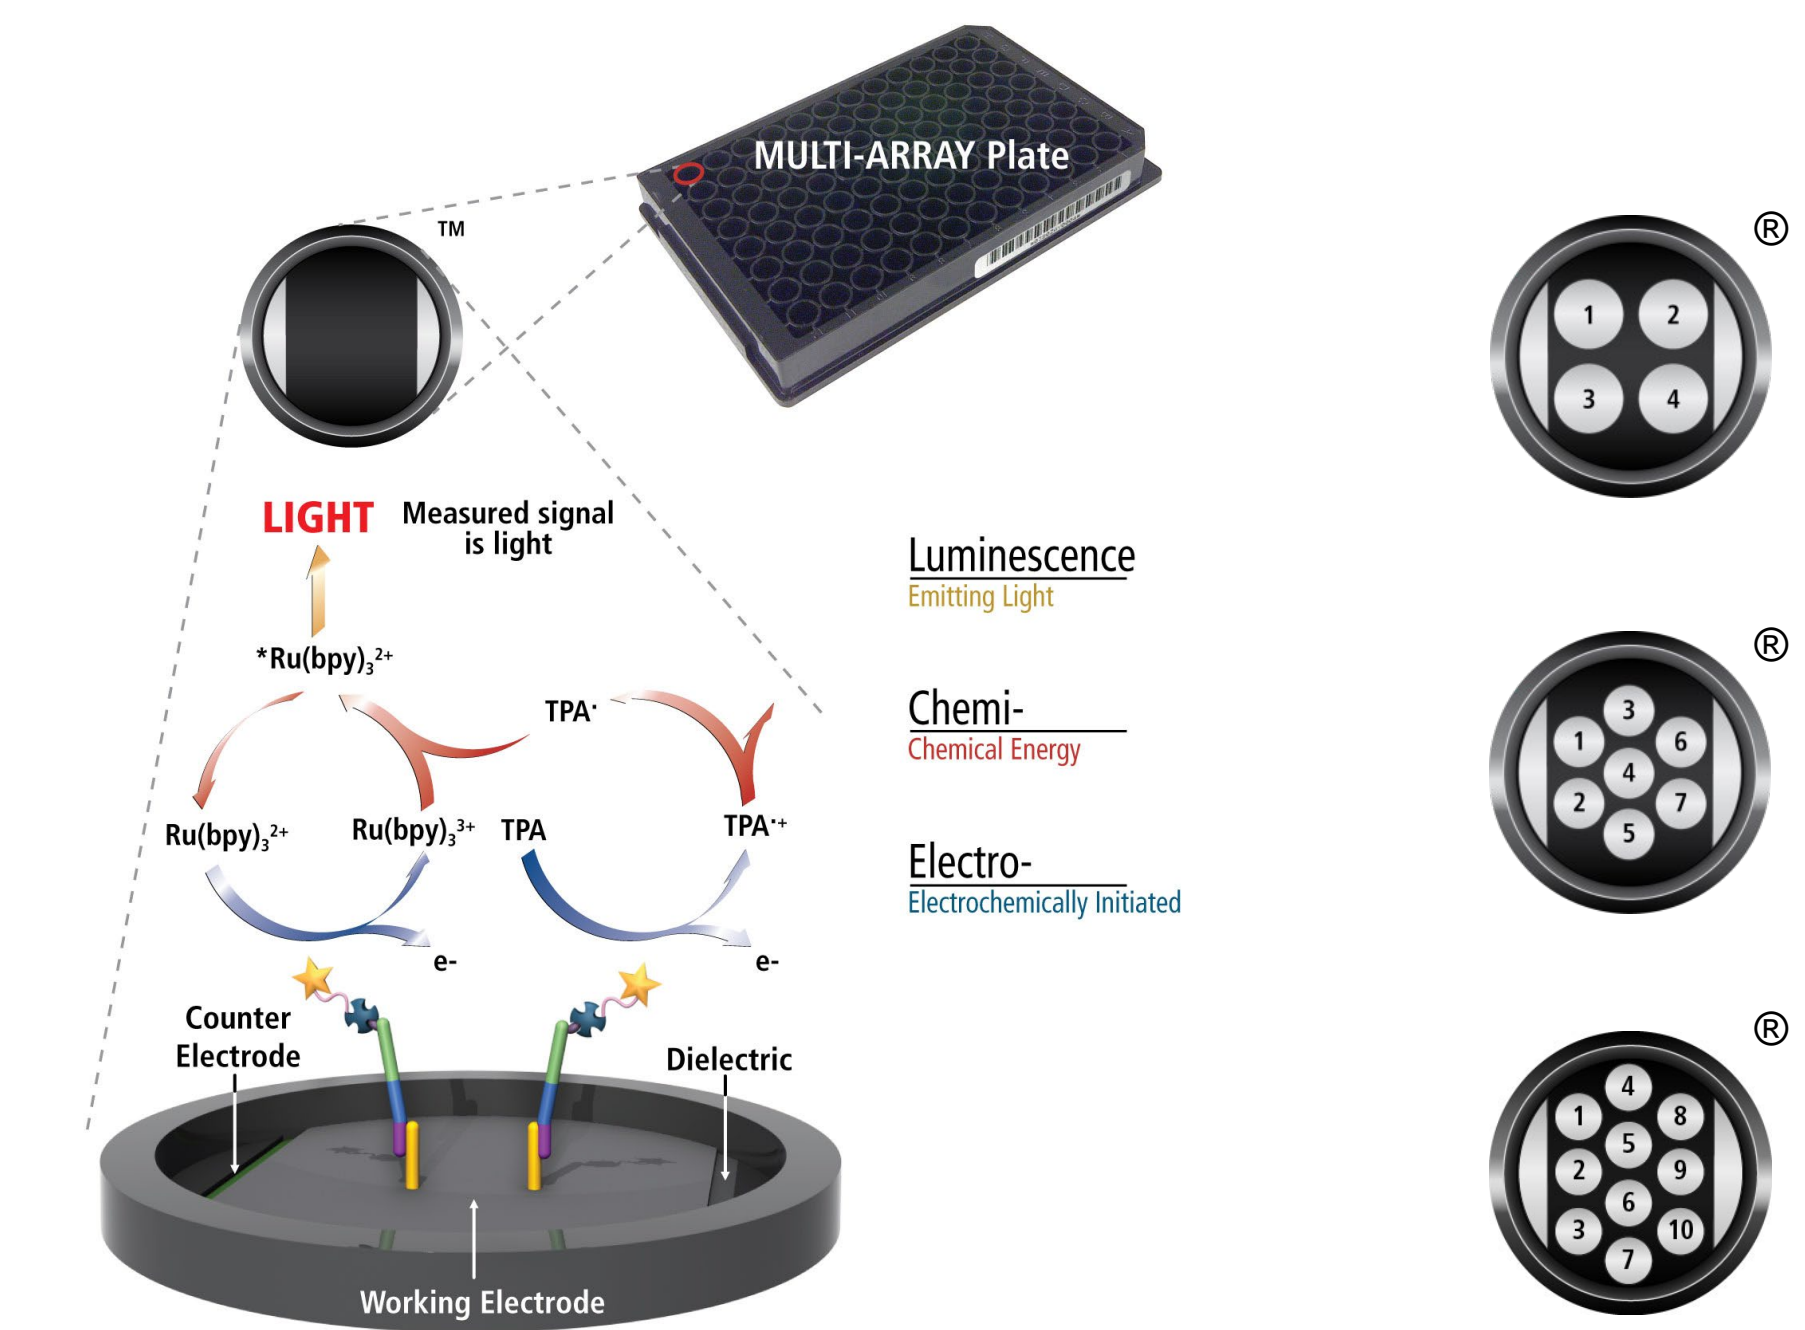 MULTI-ARRAY Plate
TM
LIGHT
Measured signal
is light
*Ru(bpy)₃²⁺
TPA·
Ru(bpy)₃²⁺
Ru(bpy)₃³⁺
TPA
TPA·⁺
e-
e-
Counter
Electrode
Dielectric
Working Electrode
Luminescence
Emitting Light
Chemi-
Chemical Energy
Electro-
Electrochemically Initiated
®
1 2
3 4
®
3
1 6
4
2 7
5
®
4
1 8
5
2 9
6
3 10
7